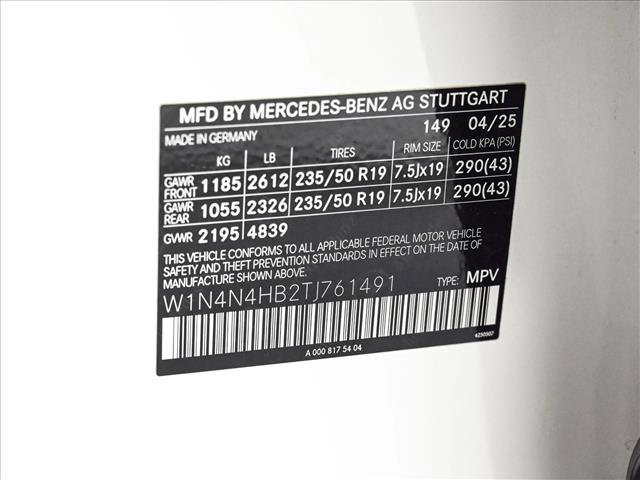 MFD BY MERCEDES-BENZ AG STUTTGART
MADE IN GERMANY 149 04/25
KG LB TIRES RIM SIZE COLD KPA (PSI)
GAWR FRONT 1185 2612 235/50 R19 7.5Jx19 290(43)
GAWR REAR 1055 2326 235/50 R19 7.5Jx19 290(43)
GVWR 2195 4839
THIS VEHICLE CONFORMS TO ALL APPLICABLE FEDERAL MOTOR VEHICLE
SAFETY AND THEFT PREVENTION STANDARDS IN EFFECT ON THE DATE
OF MANUFACTURE SHOWN ABOVE.
W1N4N4HB2TJ761491 TYPE: MPV
A 000 817 54 04 4250507